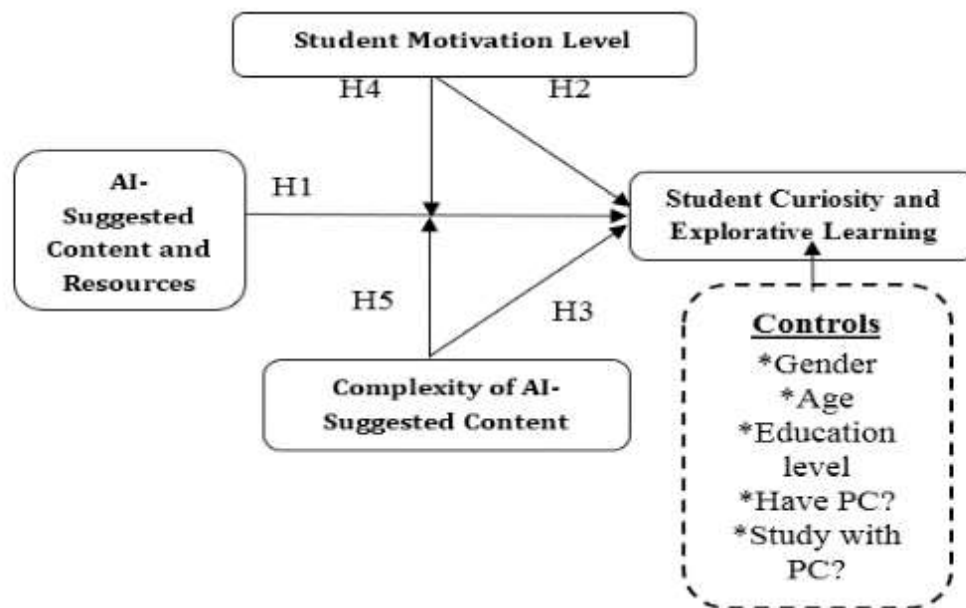 Student Motivation Level
H4
H2
AI-
Suggested
Content and
Resources
H1
Student Curiosity and
Explorative Learning
H5
H3
Complexity of AI-
Suggested Content
Controls
*Gender
*Age
*Education
level
*Have PC?
*Study with
PC?